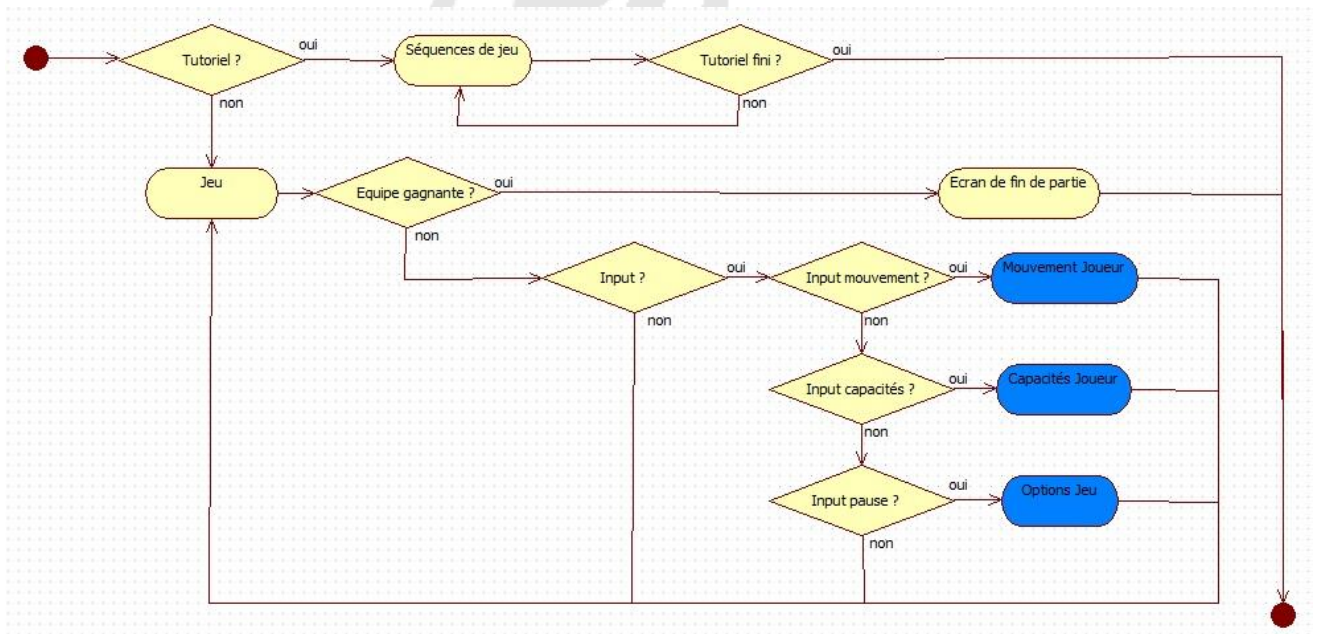 Tutoriel ?
oui
Séquences de jeu
Tutoriel fini ?
oui
non
non
Jeu
Equipe gagnante ?
oui
Ecran de fin de partie
non
Input ?
oui
Input mouvement ?
oui
Mouvement Joueur
non
non
Input capacités ?
oui
Capacités Joueur
non
Input pause ?
oui
Options Jeu
non